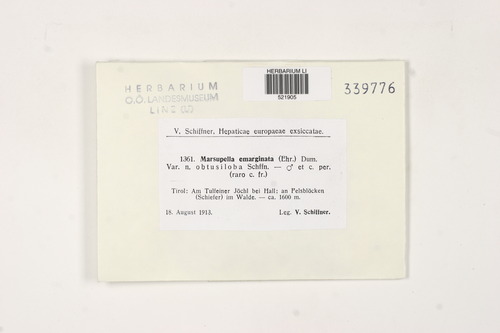 HERBARIUM LI
521905
HERBARIUM
O.Ö. LANDESMUSEUM
LINZ (LI)
339776
V. Schiffner, Hepaticae europaeae exsiccatae.
1361. Marsupella emarginata (Ehr.) Dum.
Var. n. obtusiloba Schffn. — ♂ et c. per.
(raro c. fr.)
Tirol: Am Tulfeiner Jöchl bei Hall; an Felsblöcken
(Schiefer) im Walde. — ca. 1600 m.
18. August 1913. Leg. V. Schiffner.